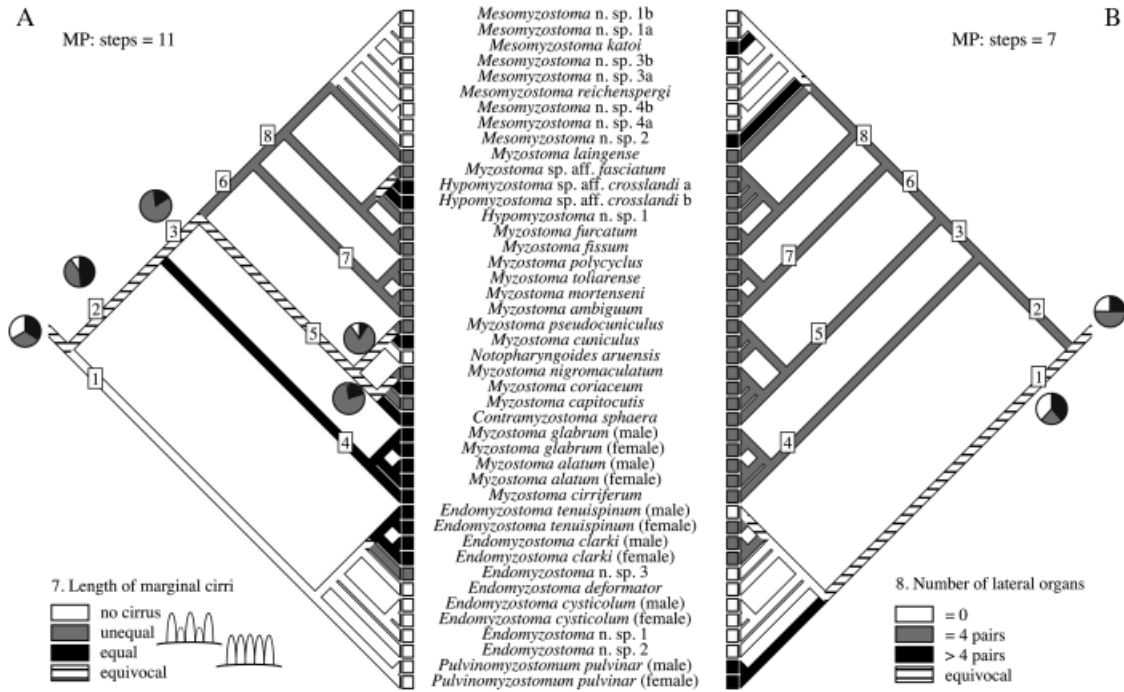 A
B
MP: steps = 11
MP: steps = 7
Mesomyzostoma n. sp. 1b
Mesomyzostoma n. sp. 1a
Mesomyzostoma katoi
Mesomyzostoma n. sp. 3b
Mesomyzostoma n. sp. 3a
Mesomyzostoma reichenspergi
Mesomyzostoma n. sp. 4b
Mesomyzostoma n. sp. 4a
Mesomyzostoma n. sp. 2
Myzostoma laingense
Myzostoma sp. aff. fasciatum
Hypomyzostoma sp. aff. crosslandi a
Hypomyzostoma sp. aff. crosslandi b
Hypomyzostoma n. sp. 1
Myzostoma furcatum
Myzostoma fissum
Myzostoma polycyclus
Myzostoma toliarense
Myzostoma mortenseni
Myzostoma ambiguum
Myzostoma pseudocuniculus
Myzostoma cuniculus
Notopharyngoides aruensis
Myzostoma nigromaculatum
Myzostoma coriaceum
Myzostoma capitocutis
Contramyzostoma sphaera
Myzostoma glabrum (male)
Myzostoma glabrum (female)
Myzostoma alatum (male)
Myzostoma alatum (female)
Myzostoma cirriferum
Endomyzostoma tenuispinum (male)
Endomyzostoma tenuispinum (female)
Endomyzostoma clarki (male)
Endomyzostoma clarki (female)
Endomyzostoma n. sp. 3
Endomyzostoma deformator
Endomyzostoma cysticolum (male)
Endomyzostoma cysticolum (female)
Endomyzostoma n. sp. 1
Endomyzostoma n. sp. 2
Pulvinomyzostomum pulvinar (male)
Pulvinomyzostomum pulvinar (female)
8
6
3
2
7
5
1
4
8
6
3
7
2
5
1
4
7. Length of marginal cirri
no cirrus
unequal
equal
equivocal
8. Number of lateral organs
= 0
= 4 pairs
> 4 pairs
equivocal